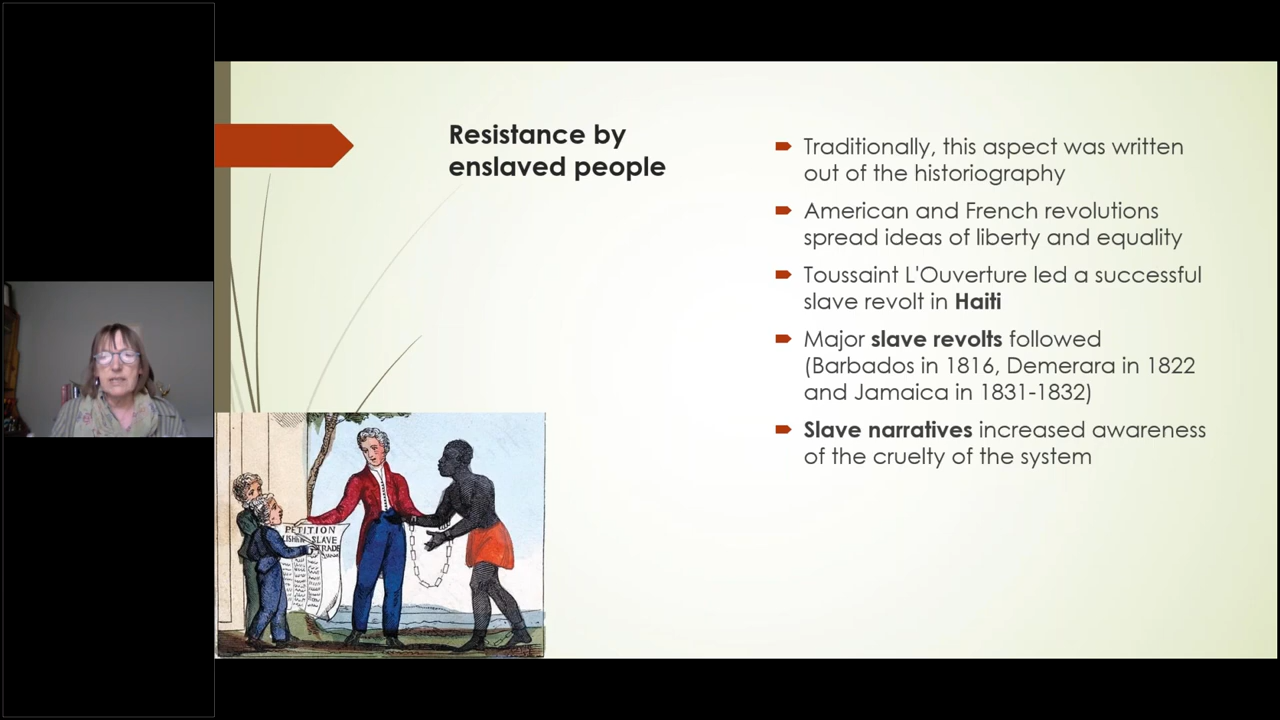 Resistance by
enslaved people
Traditionally, this aspect was written
out of the historiography
American and French revolutions
spread ideas of liberty and equality
Toussaint L'Ouverture led a successful
slave revolt in Haiti
Major slave revolts followed
(Barbados in 1816, Demerara in 1822
and Jamaica in 1831-1832)
Slave narratives increased awareness
of the cruelty of the system
PETITION
SLAVE
TRADE